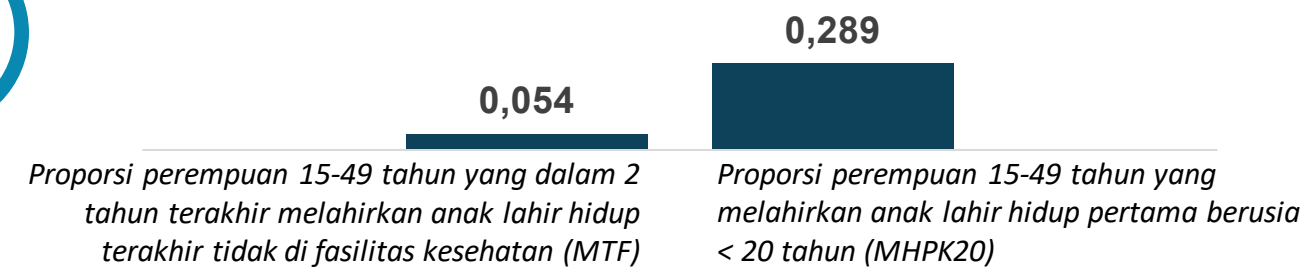 0,289
0,054
Proporsi perempuan 15-49 tahun yang dalam 2
tahun terakhir melahirkan anak lahir hidup
terakhir tidak di fasilitas kesehatan (MTF)
Proporsi perempuan 15-49 tahun yang
melahirkan anak lahir hidup pertama berusia
< 20 tahun (MHPK20)